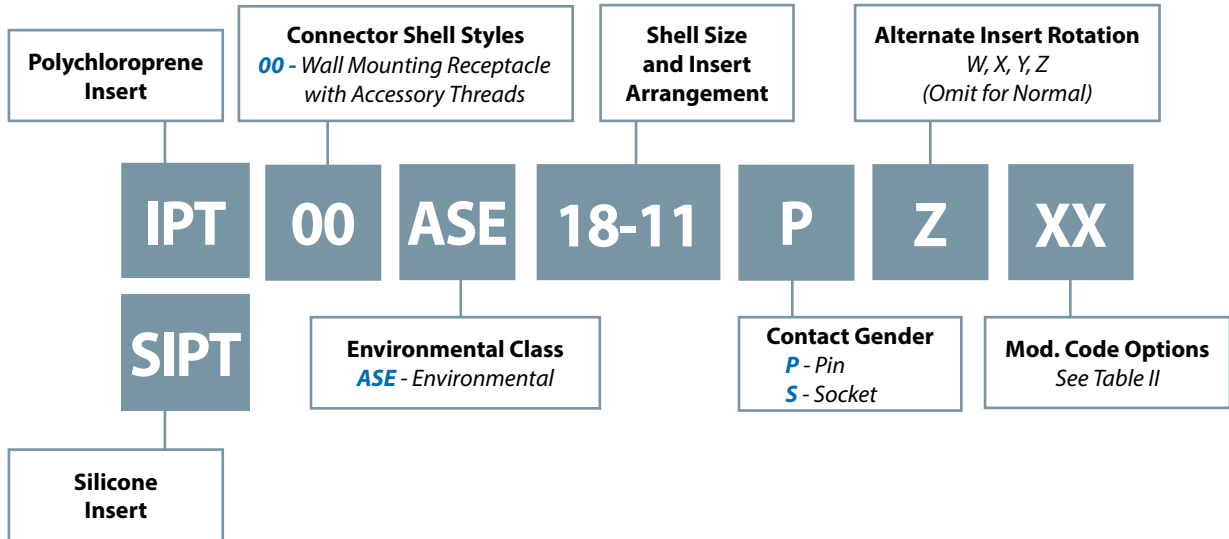 Polychloroprene
Insert
Connector Shell Styles
00 - Wall Mounting Receptacle
with Accessory Threads
Shell Size
and Insert
Arrangement
Alternate Insert Rotation
W, X, Y, Z
(Omit for Normal)
IPT 00 ASE 18-11 P Z XX
SIPT
Environmental Class
ASE - Environmental
Contact Gender
P - Pin
S - Socket
Mod. Code Options
See Table II
Silicone
Insert